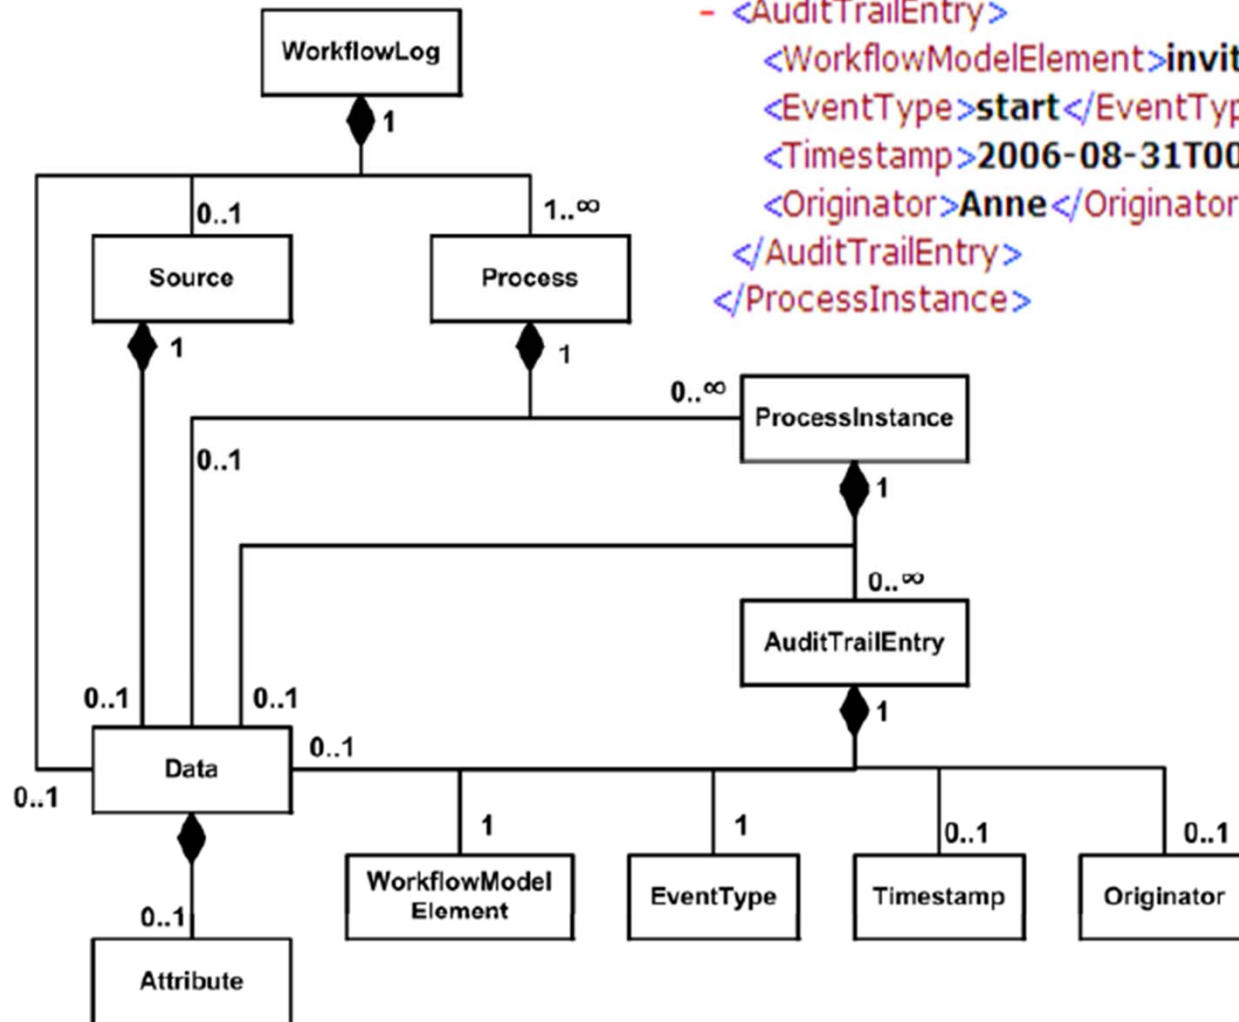 WorkflowLog
1
0..1
1..∞
Source
Process
1
1
0..∞
ProcessInstance
0..1
1
0..∞
AuditTrailEntry
0..1
0..1
1
Data
0..1
0..1
1
1
0..1
0..1
WorkflowModel
Element
EventType
Timestamp
Originator
0..1
Attribute
- <AuditTrailEntry>
<WorkflowModelElement>invit
<EventType>start</EventTyp
<Timestamp>2006-08-31T00
<Originator>Anne</Originator
</AuditTrailEntry>
</ProcessInstance>